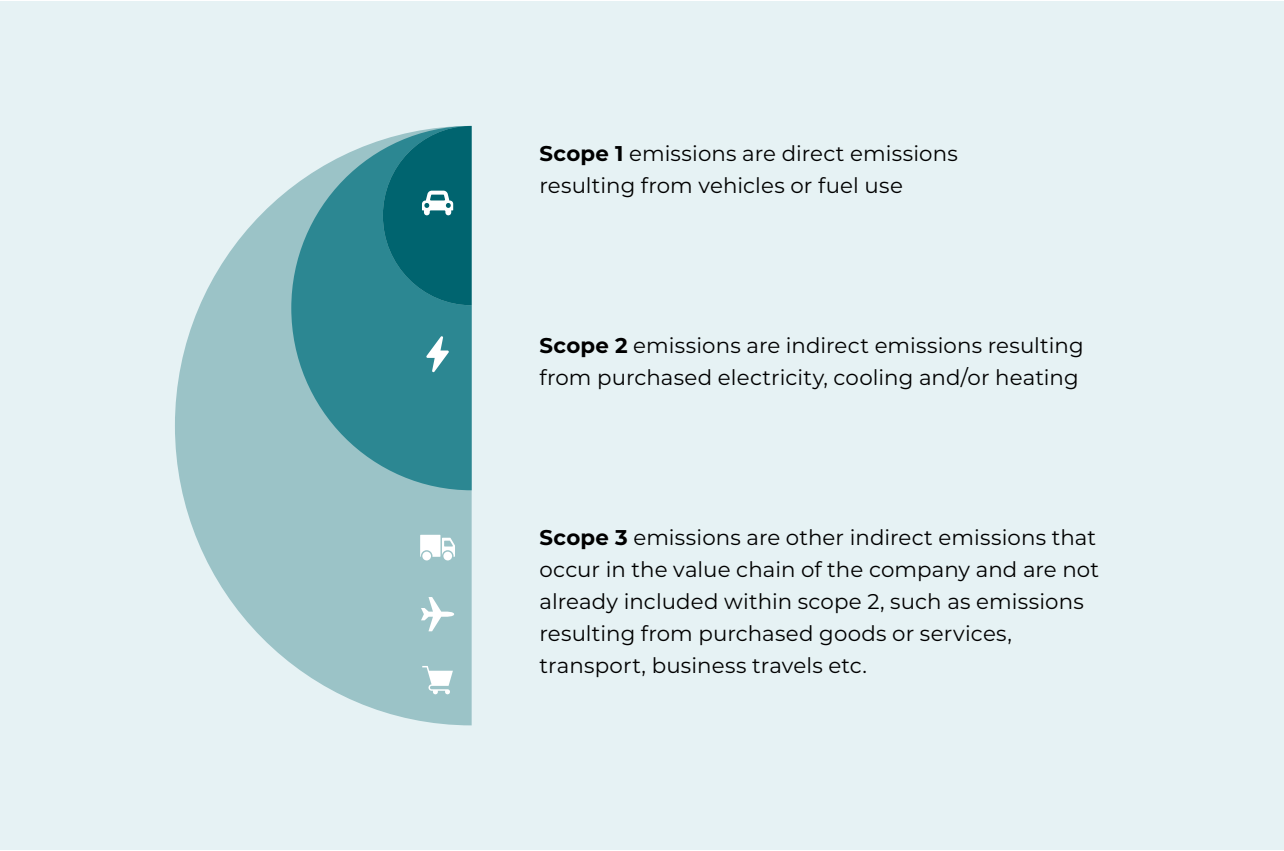 Scope 1 emissions are direct emissions
resulting from vehicles or fuel use
Scope 2 emissions are indirect emissions resulting
from purchased electricity, cooling and/or heating
Scope 3 emissions are other indirect emissions that
occur in the value chain of the company and are not
already included within scope 2, such as emissions
resulting from purchased goods or services,
transport, business travels etc.